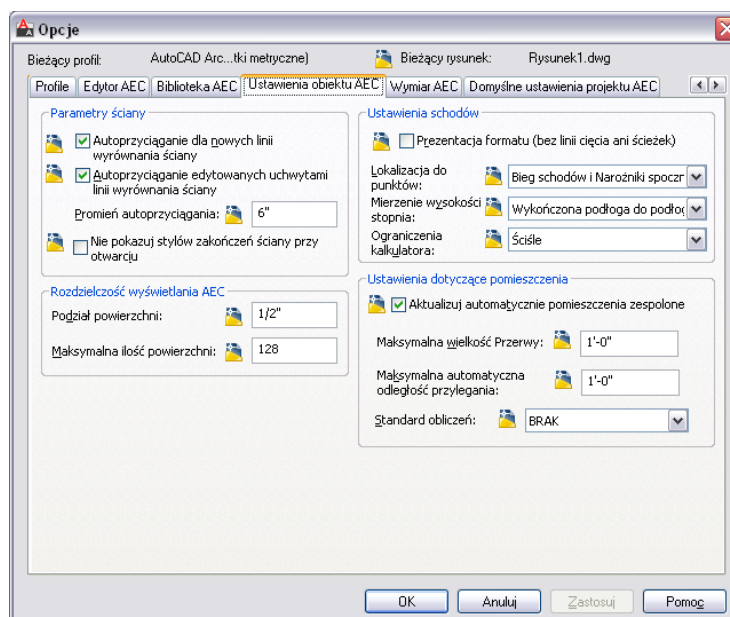 Opcje
Bieżący profil: AutoCAD Arc...tki metryczne) Bieżący rysunek: Rysunek1.dwg
Profile Edytor AEC Biblioteka AEC Ustawienia obiektu AEC Wymiar AEC Domyślne ustawienia projektu AEC
Parametry ściany
Autoprzyciąganie dla nowych linii
wyrównania ściany
Autoprzyciąganie edytowanych uchwytami
linii wyrównania ściany
Promień autoprzyciągania: 6"
Nie pokazuj stylów zakończeń ściany przy
otwarciu
Rozdzielczość wyświetlania AEC
Podział powierzchni: 1/2"
Maksymalna ilość powierzchni: 128
Ustawienia schodów
Prezentacja formatu (bez linii cięcia ani ścieżek)
Lokalizacja do
punktów: Bieg schodów i Narożniki spoczr
Mierzenie wysokości
stopnia: Wykończona podłoga do podłog
Ograniczenia
kalkulatora: Ściśle
Ustawienia dotyczące pomieszczenia
Aktualizuj automatycznie pomieszczenia zespolone
Maksymalna wielkość Przerwy: 1'-0"
Maksymalna automatyczna
odległość przylegania: 1'-0"
Standard obliczeń: BRAK
OK Anuluj Zastosuj Pomoc